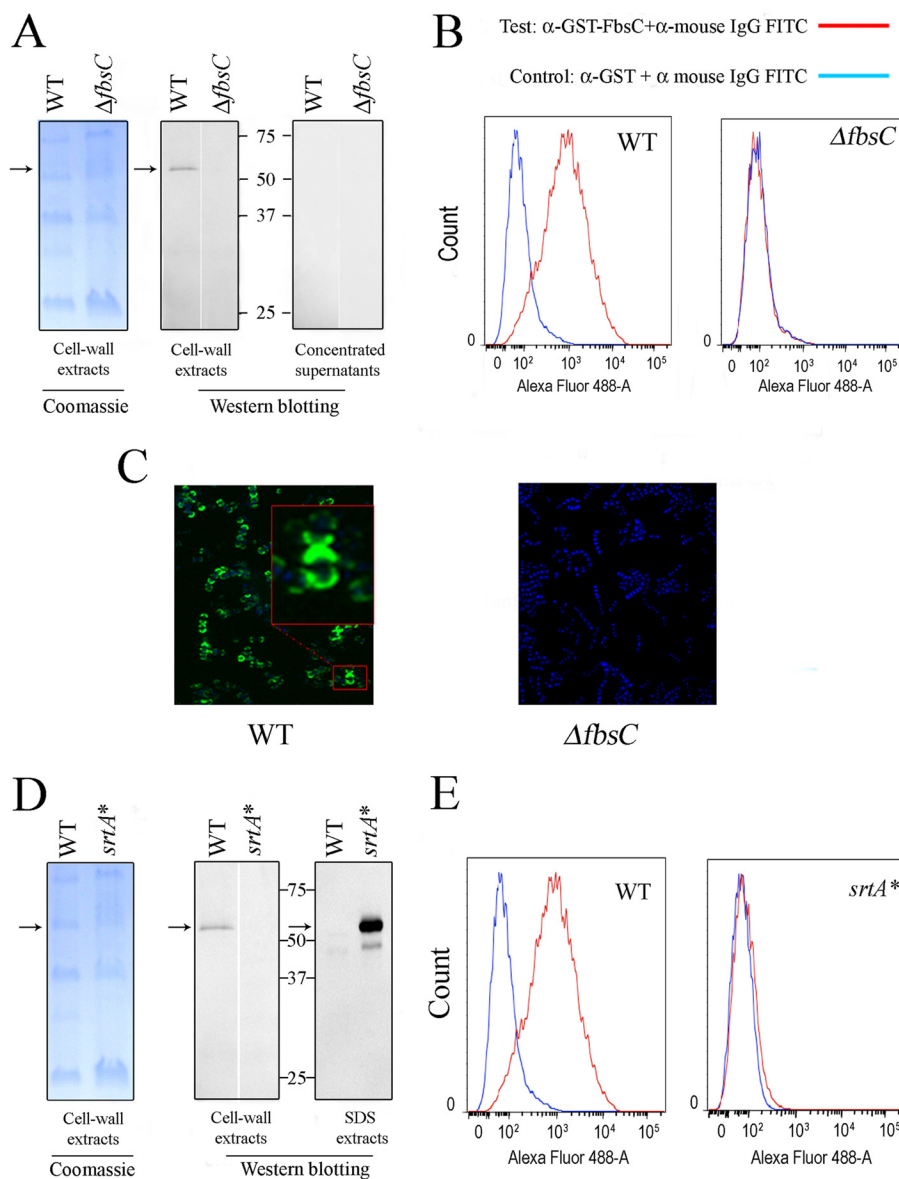 A
WT
ΔfbsC
WT
ΔfbsC
WT
ΔfbsC
75
50
37
25
Cell-wall
extracts
Coomassie
Cell-wall
extracts
Concentrated
supernatants
Western blotting
B
Test: α-GST-FbsC+α-mouse IgG FITC
Control: α-GST + α mouse IgG FITC
WT
Count
0
0 10² 10³ 10⁴ 10⁵
Alexa Fluor 488-A
ΔfbsC
0
0 10² 10³ 10⁴ 10⁵
Alexa Fluor 488-A
C
WT
ΔfbsC
D
WT
srtA*
WT
srtA*
WT
srtA*
75
50
37
25
Cell-wall
extracts
Coomassie
Cell-wall
extracts
SDS
extracts
Western blotting
E
WT
Count
0
0 10² 10³ 10⁴ 10⁵
Alexa Fluor 488-A
srtA*
0
0 10² 10³ 10⁴ 10⁵
Alexa Fluor 488-A